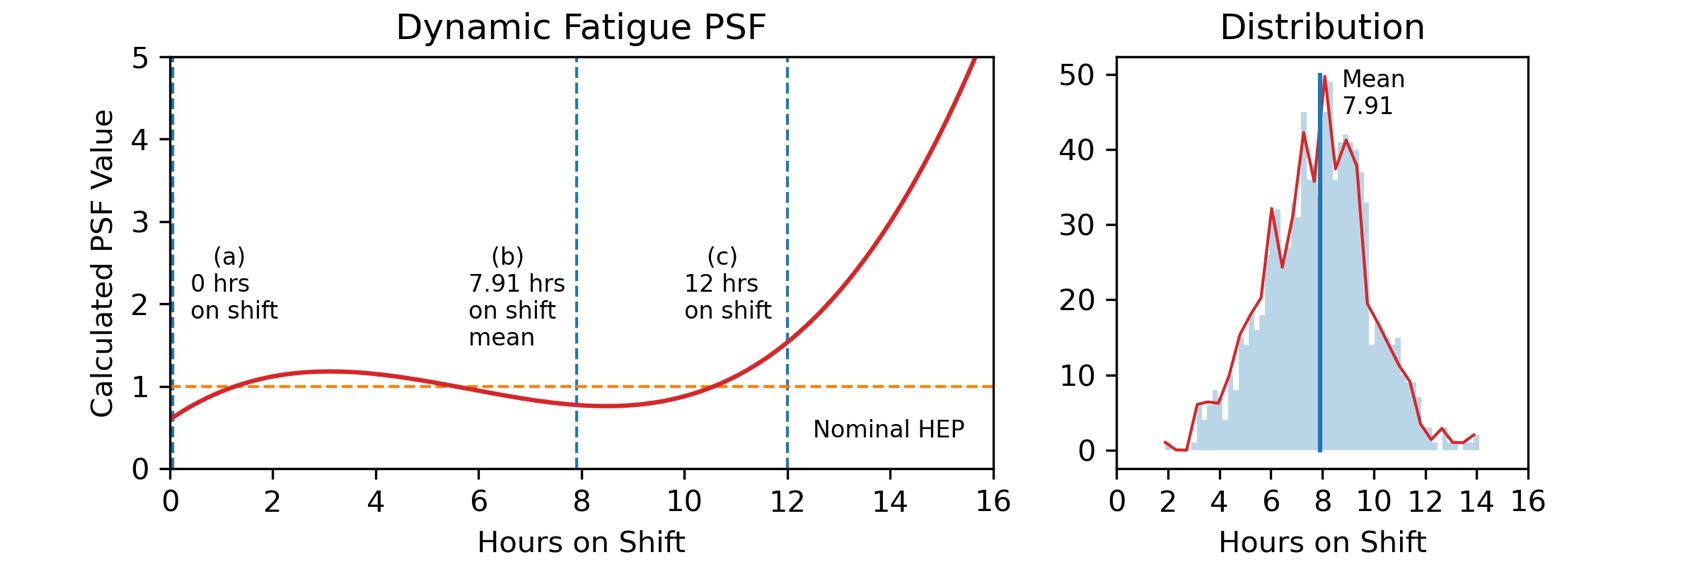 Dynamic Fatigue PSF
Calculated PSF Value
5
4
3
2
1
0
(a)
0 hrs
on shift
(b)
7.91 hrs
on shift
mean
(c)
12 hrs
on shift
Nominal HEP
0 2 4 6 8 10 12 14 16
Hours on Shift
Distribution
50
40
30
20
10
0
Mean
7.91
0 2 4 6 8 10 12 14 16
Hours on Shift